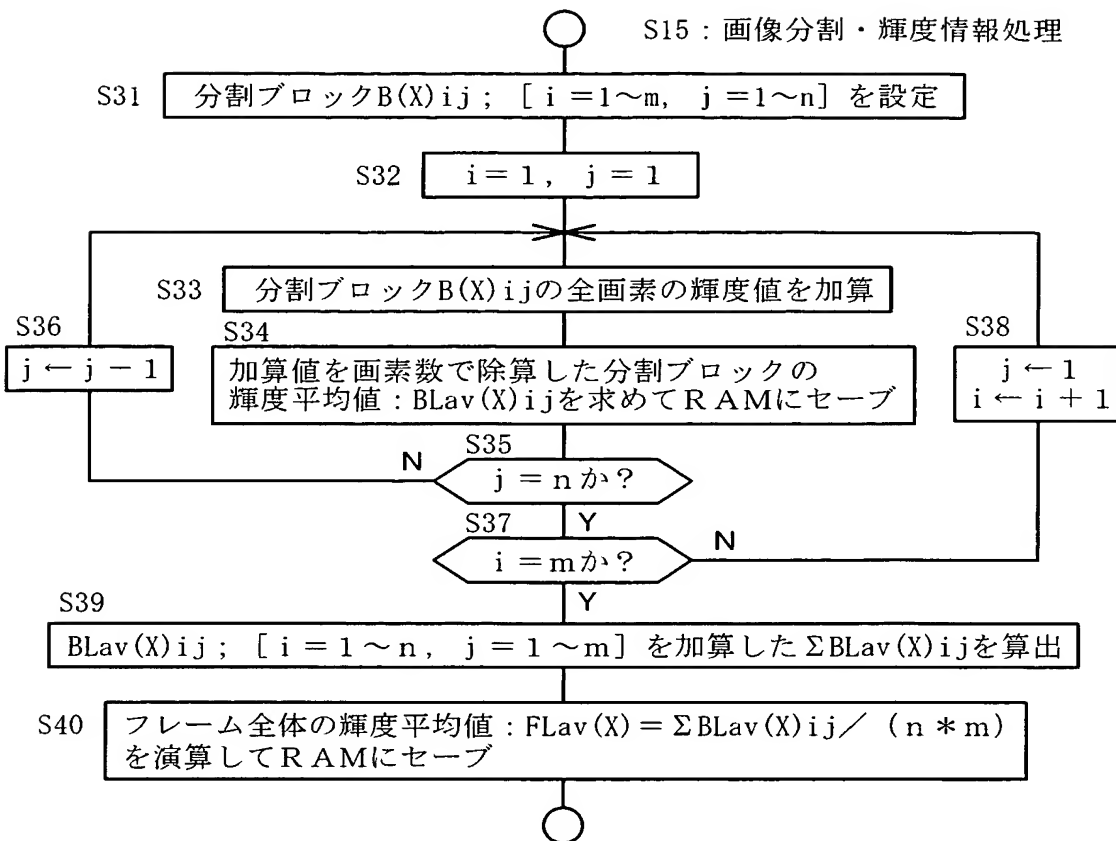 S15：画像分割・輝度情報処理
S31
分割ブロックB(X)ij；［i＝1～m, j＝1～n］を設定
S32
i＝1, j＝1
S33
分割ブロックB(X)ijの全画素の輝度値を加算
S36
j←j－1
S34
加算値を画素数で除算した分割ブロックの
輝度平均値：BLav(X)ijを求めてＲＡＭにセーブ
S38
j←1
i←i＋1
S35
N
j＝nか？
Y
S37
i＝mか？
N
Y
S39
BLav(X)ij；［i＝1～n, j＝1～m］を加算したΣBLav(X)ijを算出
S40
フレーム全体の輝度平均値：FLav(X)＝ΣBLav(X)ij／（n＊m）
を演算してＲＡＭにセーブ